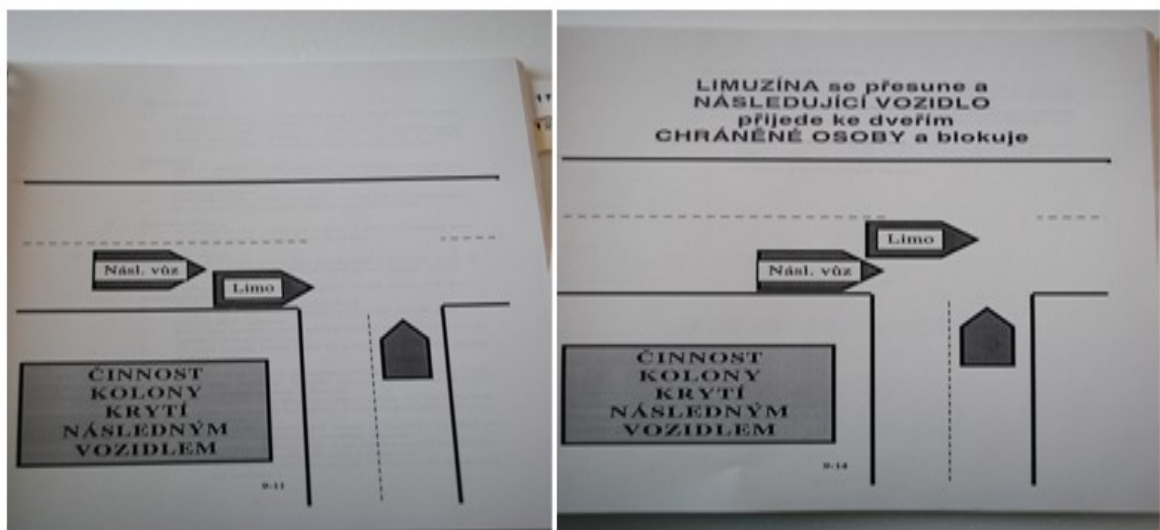 Násl. vůz
Limo
ČINNOST
KOLONY
KRYTÍ
NÁSLEDNÝM
VOZIDLEM
9-11
LIMUZÍNA se přesune a
NÁSLEDUJÍCÍ VOZIDLO
přijede ke dveřím
CHRÁNĚNÉ OSOBY a blokuje
Limo
Násl. vůz
ČINNOST
KOLONY
KRYTÍ
NÁSLEDNÝM
VOZIDLEM
9-14